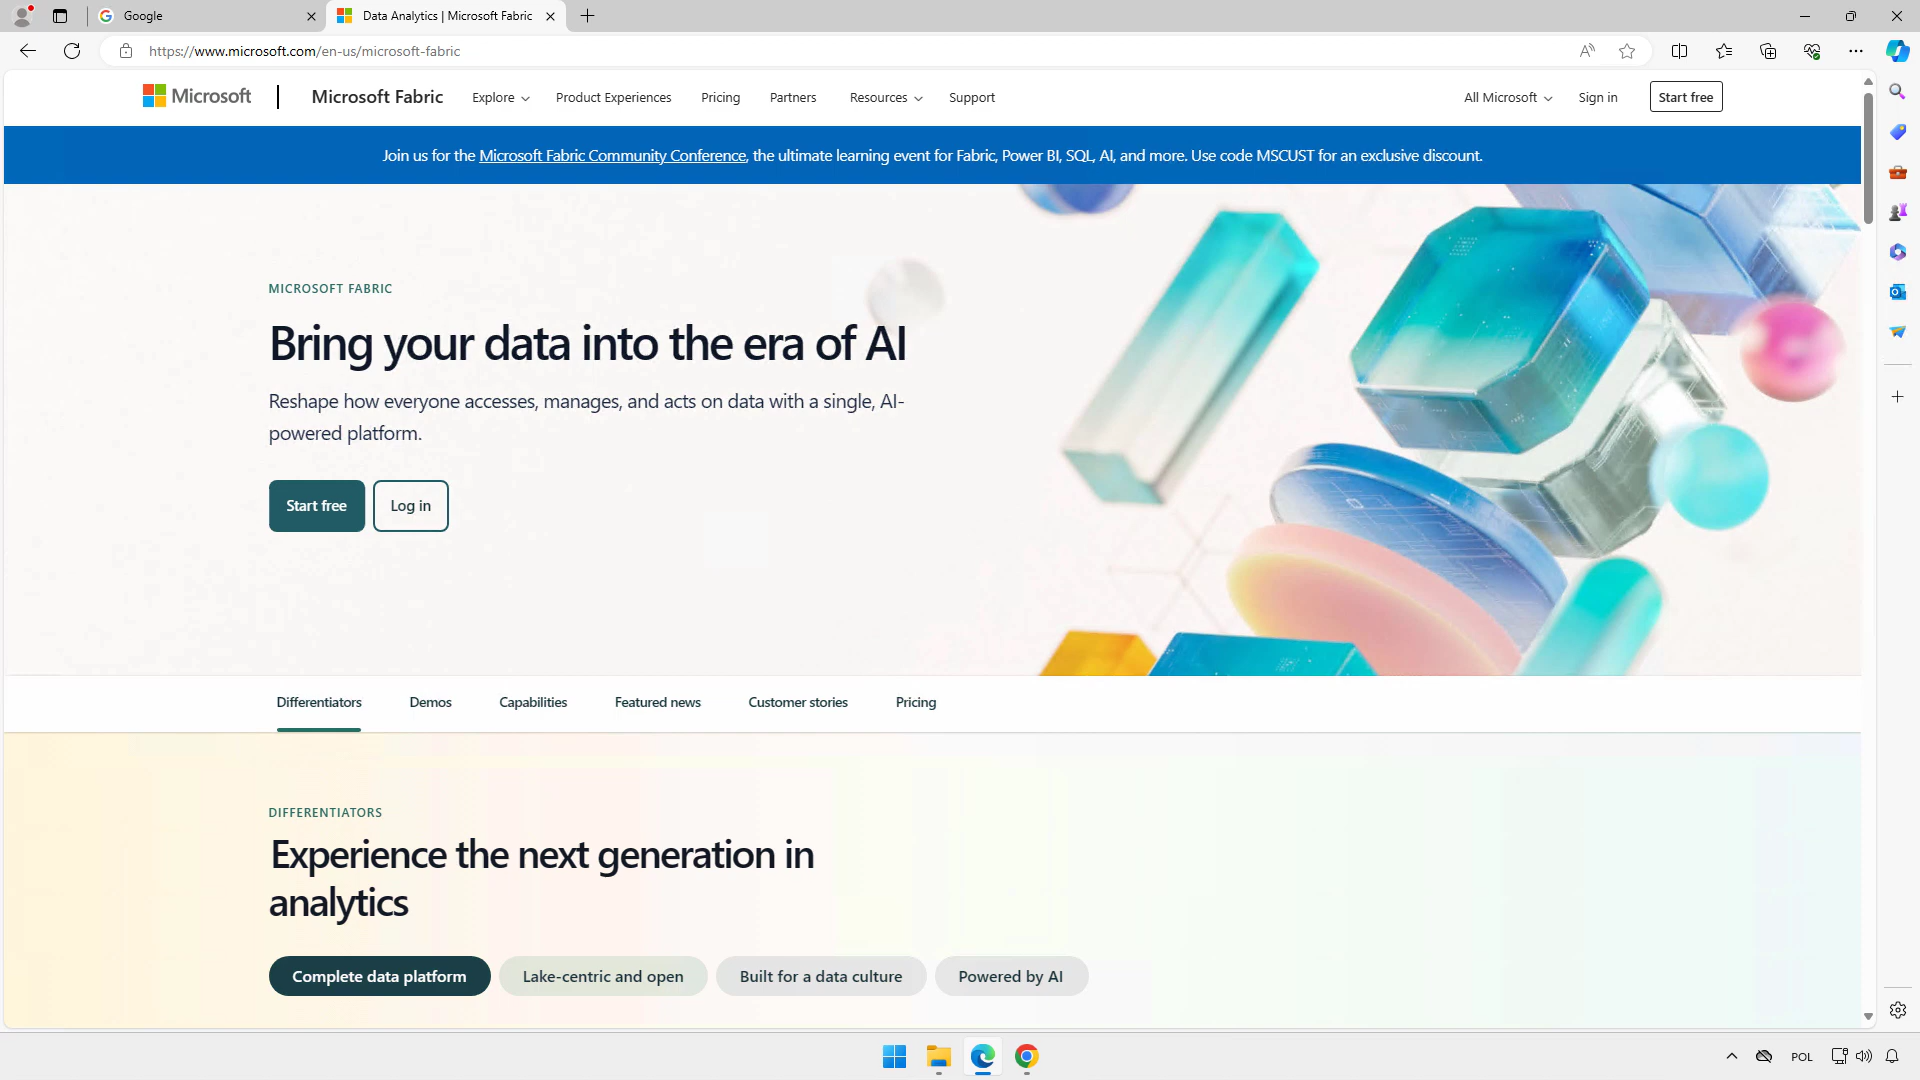 Google
Data Analytics | Microsoft Fabric
https://www.microsoft.com/en-us/microsoft-fabric
Microsoft
Microsoft Fabric
Explore
Product Experiences
Pricing
Partners
Resources
Support
All Microsoft
Sign in
Start free
Join us for the Microsoft Fabric Community Conference, the ultimate learning event for Fabric, Power BI, SQL, AI, and more. Use code MSCUST for an exclusive discount.
MICROSOFT FABRIC
Bring your data into the era of AI
Reshape how everyone accesses, manages, and acts on data with a single, AI-
powered platform.
Start free
Log in
Differentiators
Demos
Capabilities
Featured news
Customer stories
Pricing
DIFFERENTIATORS
Experience the next generation in
analytics
Complete data platform
Lake-centric and open
Built for a data culture
Powered by AI
POL